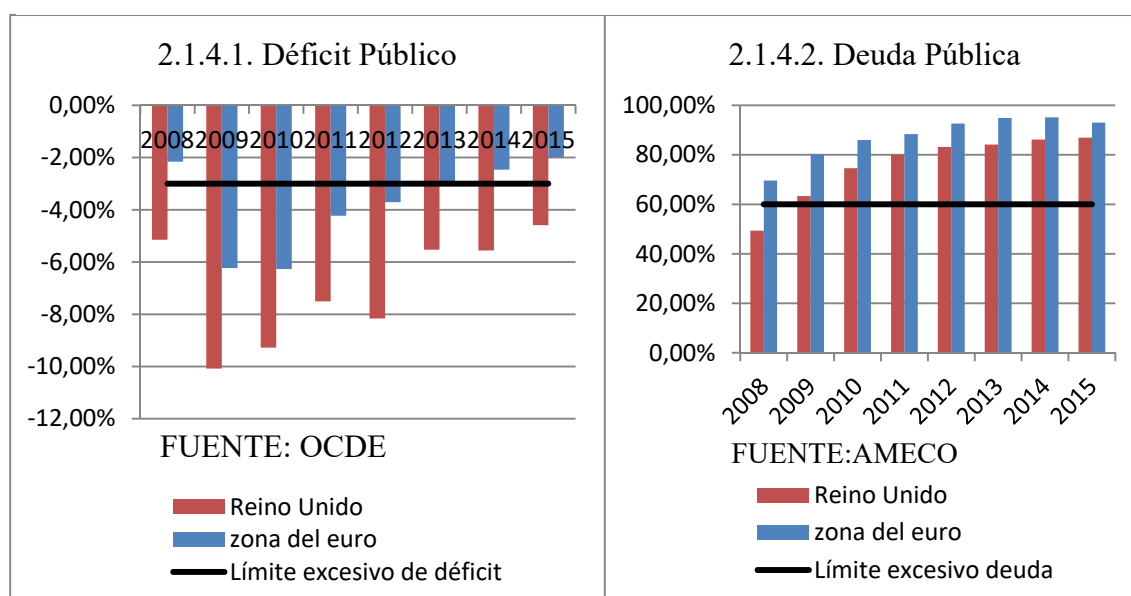 2.1.4.1. Déficit Público
0,00%
-2,00%
-4,00%
-6,00%
-8,00%
-10,00%
-12,00%
2008 2009 2010 2011 2012 2013 2014 2015
FUENTE: OCDE
Reino Unido
zona del euro
Límite excesivo de déficit
2.1.4.2. Deuda Pública
100,00%
80,00%
60,00%
40,00%
20,00%
0,00%
2008 2009 2010 2011 2012 2013 2014 2015
FUENTE:AMECO
Reino Unido
zona del euro
Límite excesivo deuda